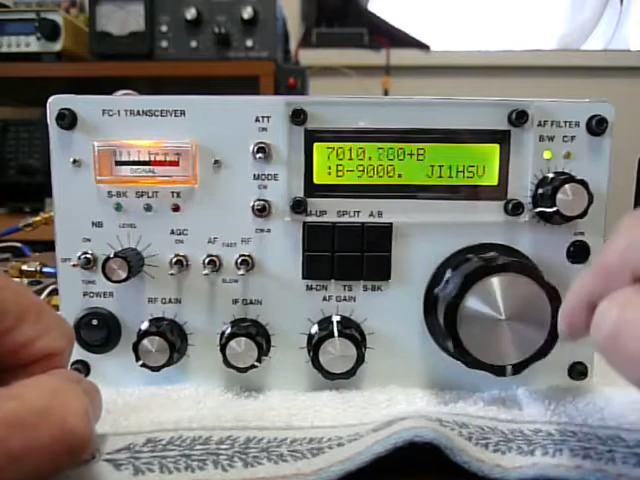 FC-1 TRANSCEIVER
SIGNAL
S-BK SPLIT TX
NB
LEVEL
ON
OFF
TONE
POWER
ATT
ON
MODE
CW
CW-R
AGC
ON
AF FAST RF
SLOW
RF GAIN
IF GAIN
AF GAIN
7010.780+B
:B-9000. JI1HSV
M-UP SPLIT A/B
M-DN TS S-BK
AF FILTER
B/W C/F